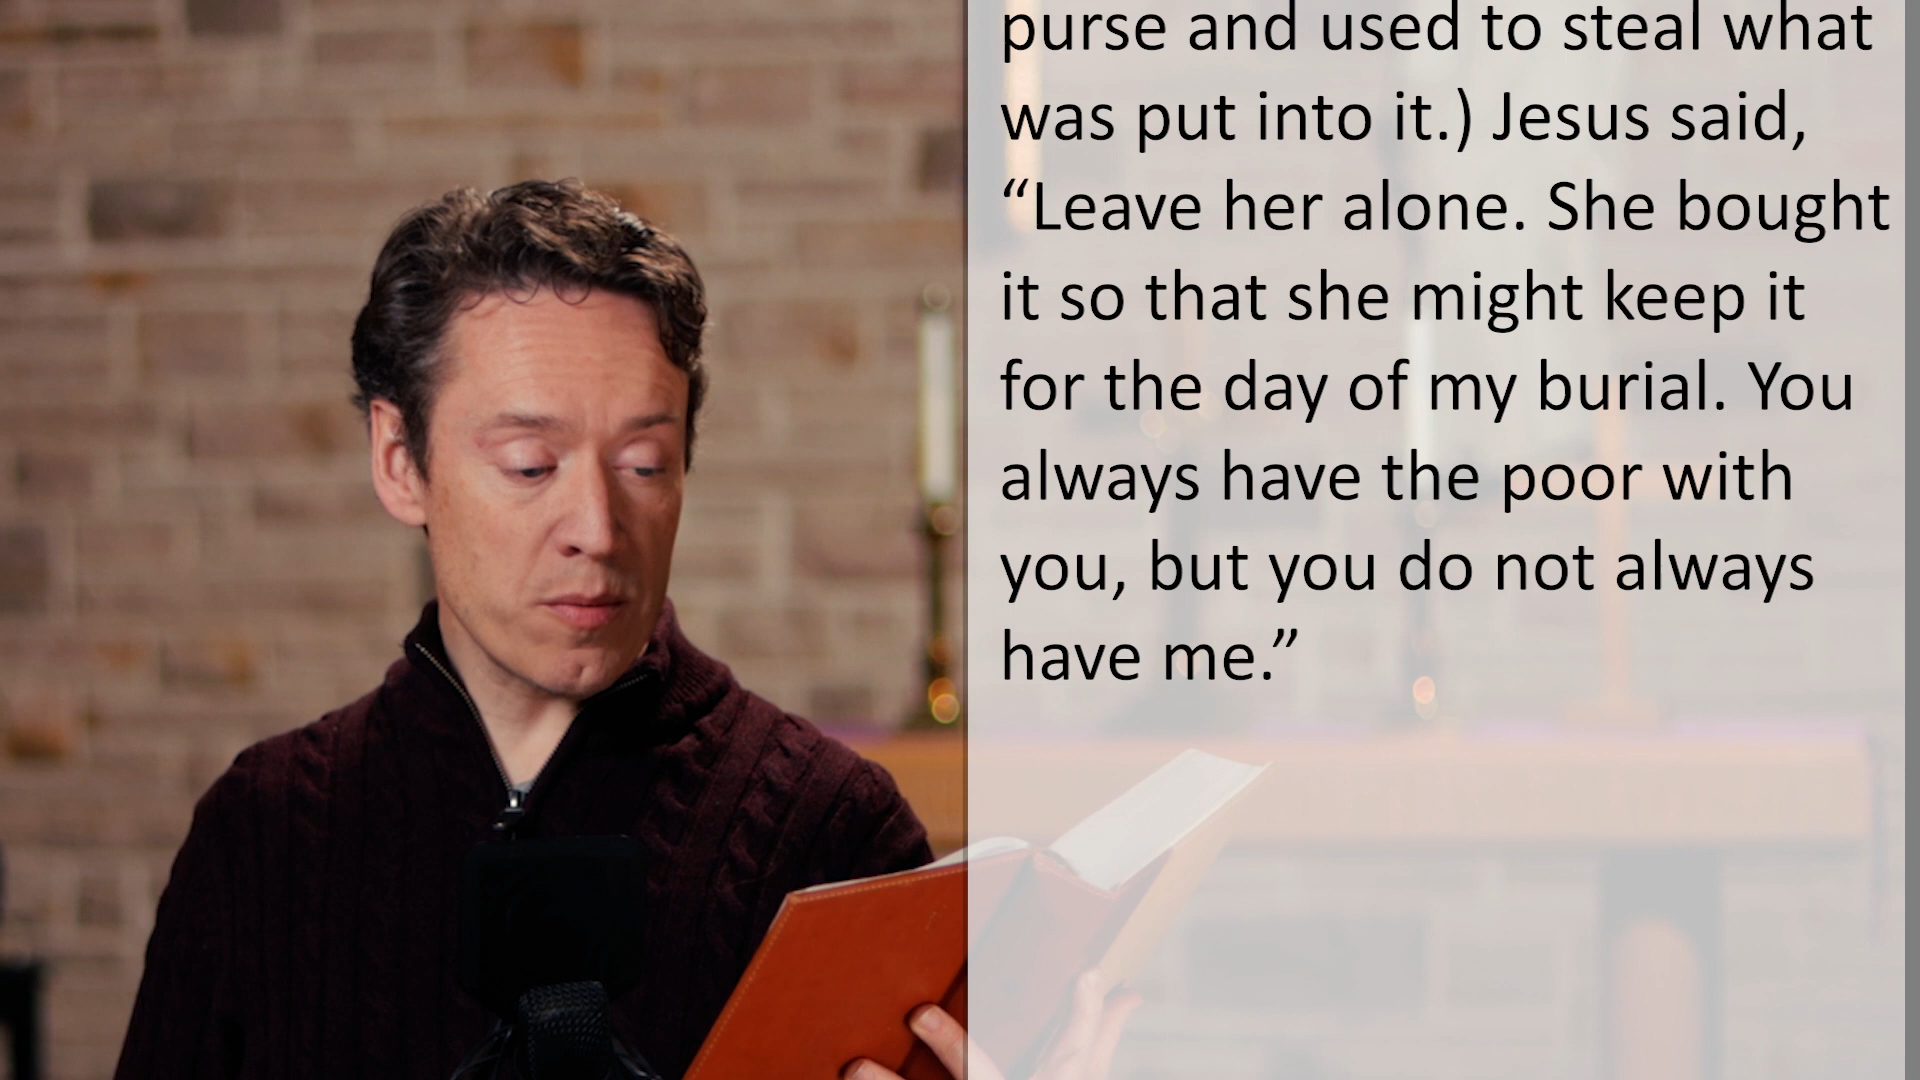 purse and used to steal what
was put into it.) Jesus said,
“Leave her alone. She bought
it so that she might keep it
for the day of my burial. You
always have the poor with
you, but you do not always
have me.”